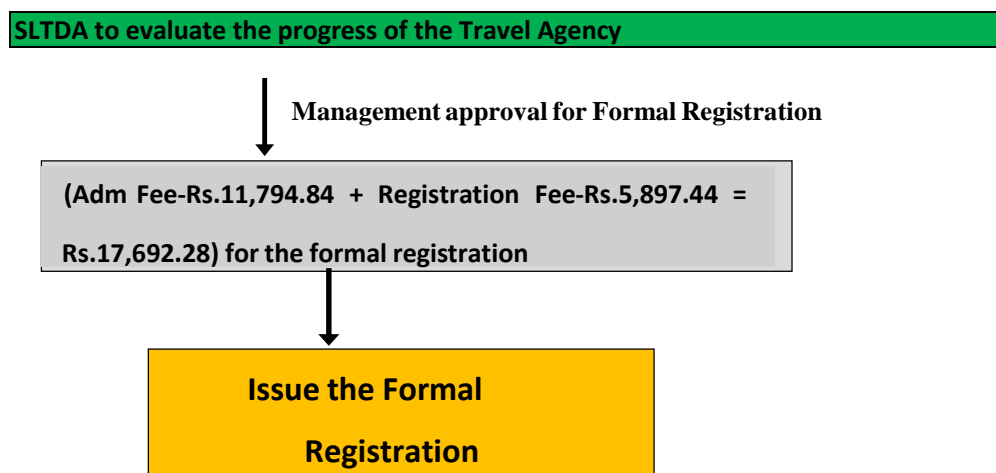 SLTDA to evaluate the progress of the Travel Agency
Management approval for Formal Registration
(Adm Fee-Rs.11,794.84 + Registration Fee-Rs.5,897.44 =
Rs.17,692.28) for the formal registration
Issue the Formal
Registration